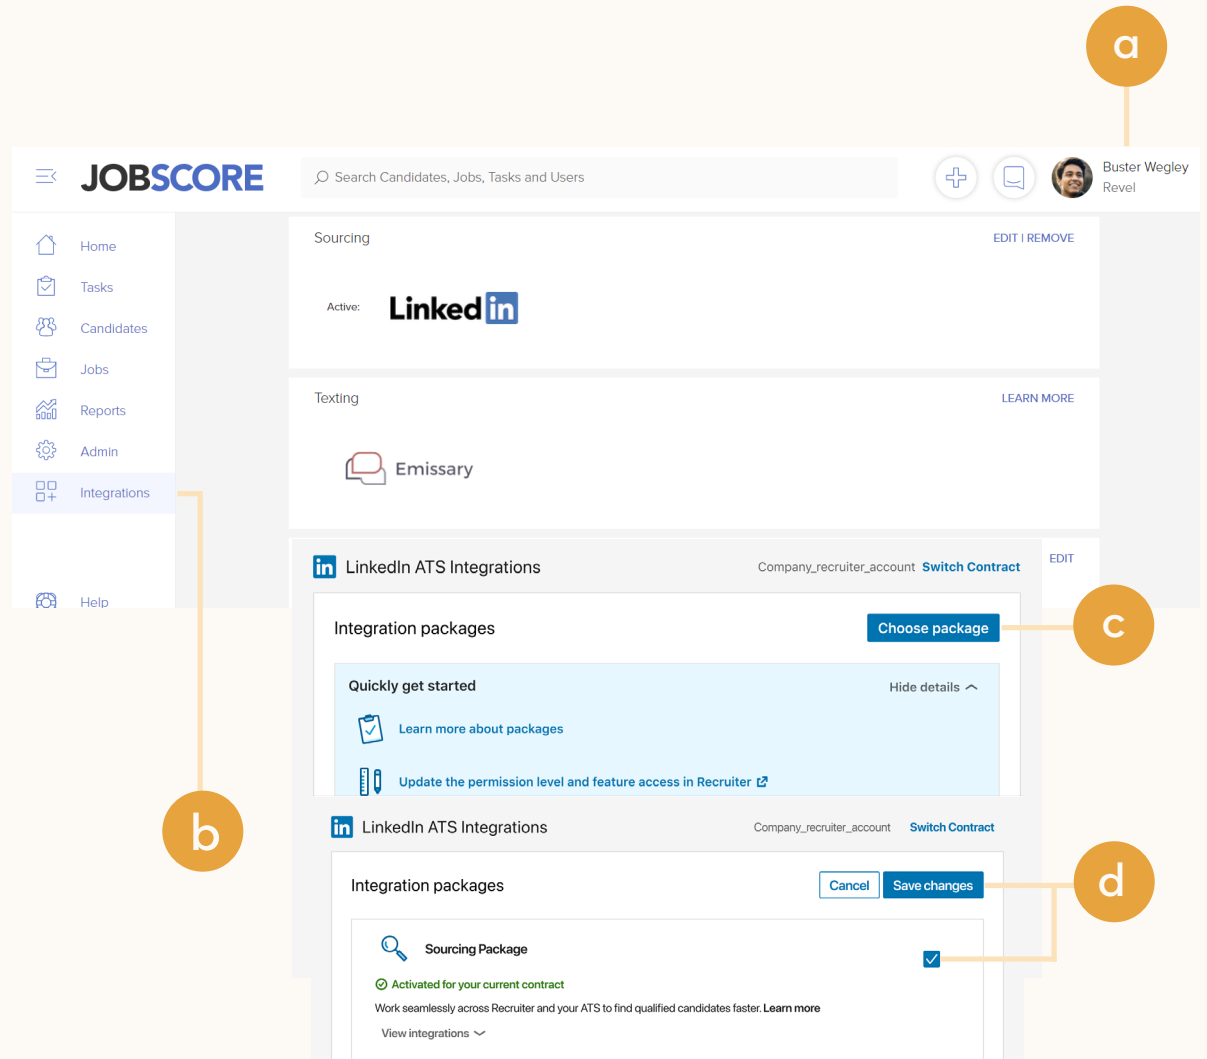 a
JOBSCORE
Search Candidates, Jobs, Tasks and Users
Buster Wegley
Revel
Home
Tasks
Candidates
Jobs
Reports
Admin
Integrations
Help
Sourcing
EDIT | REMOVE
Active:
Linked in
Texting
LEARN MORE
Emissary
EDIT
in LinkedIn ATS Integrations
Company_recruiter_account Switch Contract
Integration packages
Choose package
c
Quickly get started
Hide details
Learn more about packages
Update the permission level and feature access in Recruiter
b
in LinkedIn ATS Integrations
Company_recruiter_account Switch Contract
Integration packages
Cancel Save changes
d
Sourcing Package
Activated for your current contract
Work seamlessly across Recruiter and your ATS to find qualified candidates faster. Learn more
View integrations